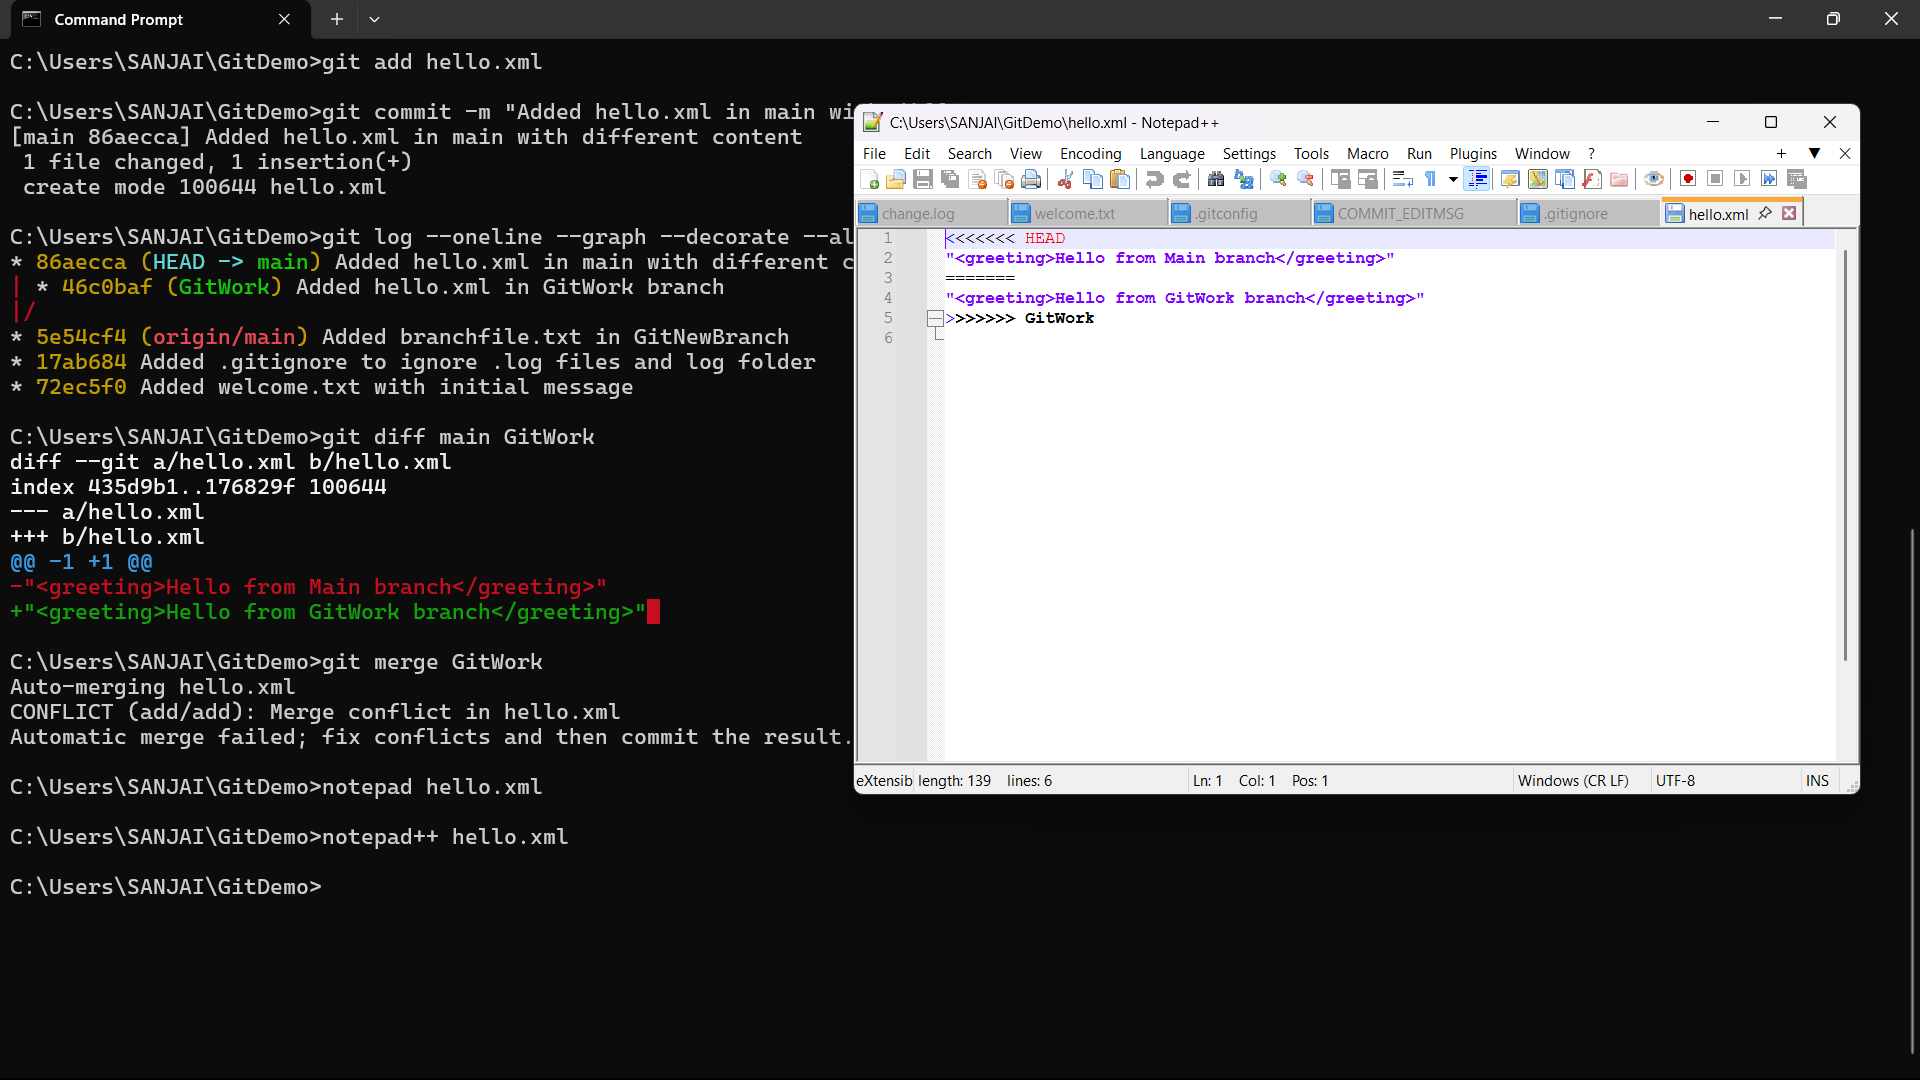 Command Prompt
C:\Users\SANJAI\GitDemo>git add hello.xml
C:\Users\SANJAI\GitDemo>git commit -m "Added hello.xml in main wi
[main 86aecca] Added hello.xml in main with different content
1 file changed, 1 insertion(+)
create mode 100644 hello.xml
C:\Users\SANJAI\GitDemo>git log --oneline --graph --decorate --al
* 86aecca (HEAD -> main) Added hello.xml in main with different c
| * 46c0baf (GitWork) Added hello.xml in GitWork branch
|/
* 5e54cf4 (origin/main) Added branchfile.txt in GitNewBranch
* 17ab684 Added .gitignore to ignore .log files and log folder
* 72ec5f0 Added welcome.txt with initial message
C:\Users\SANJAI\GitDemo>git diff main GitWork
diff --git a/hello.xml b/hello.xml
index 435d9b1..176829f 100644
--- a/hello.xml
+++ b/hello.xml
@@ -1 +1 @@
-"<greeting>Hello from Main branch</greeting>"
+"<greeting>Hello from GitWork branch</greeting>"
C:\Users\SANJAI\GitDemo>git merge GitWork
Auto-merging hello.xml
CONFLICT (add/add): Merge conflict in hello.xml
Automatic merge failed; fix conflicts and then commit the result.
C:\Users\SANJAI\GitDemo>notepad hello.xml
C:\Users\SANJAI\GitDemo>notepad++ hello.xml
C:\Users\SANJAI\GitDemo>
C:\Users\SANJAI\GitDemo\hello.xml - Notepad++
File Edit Search View Encoding Language Settings Tools Macro Run Plugins Window ?
change.log welcome.txt .gitconfig COMMIT_EDITMSG .gitignore hello.xml
1 <<<<<<< HEAD
2 "<greeting>Hello from Main branch</greeting>"
3 =======
4 "<greeting>Hello from GitWork branch</greeting>"
5 >>>>>>> GitWork
6
eXtensib length: 139 lines: 6 Ln: 1 Col: 1 Pos: 1 Windows (CR LF) UTF-8 INS